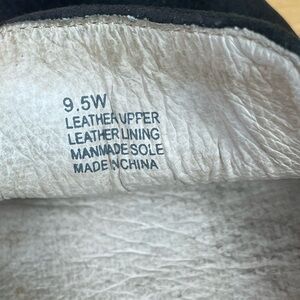 9.5W
LEATHER UPPER
LEATHER LINING
MANMADE SOLE
MADE IN CHINA